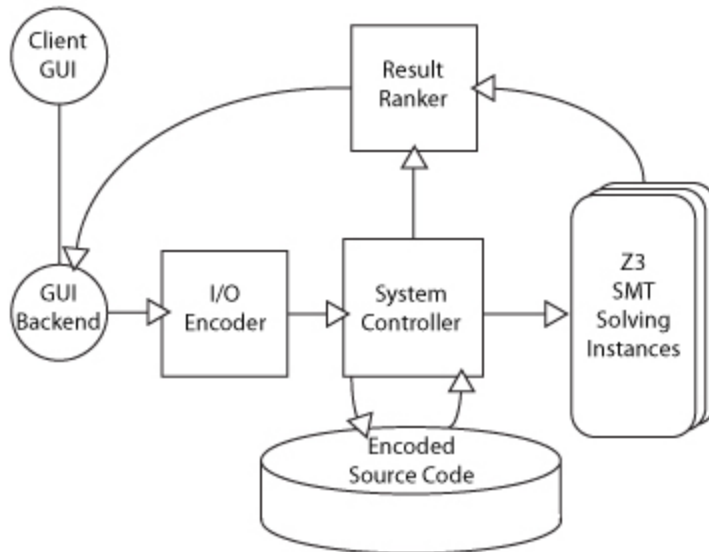 Client
GUI
Result
Ranker
GUI
Backend
I/O
Encoder
System
Controller
Z3
SMT
Solving
Instances
Encoded
Source Code